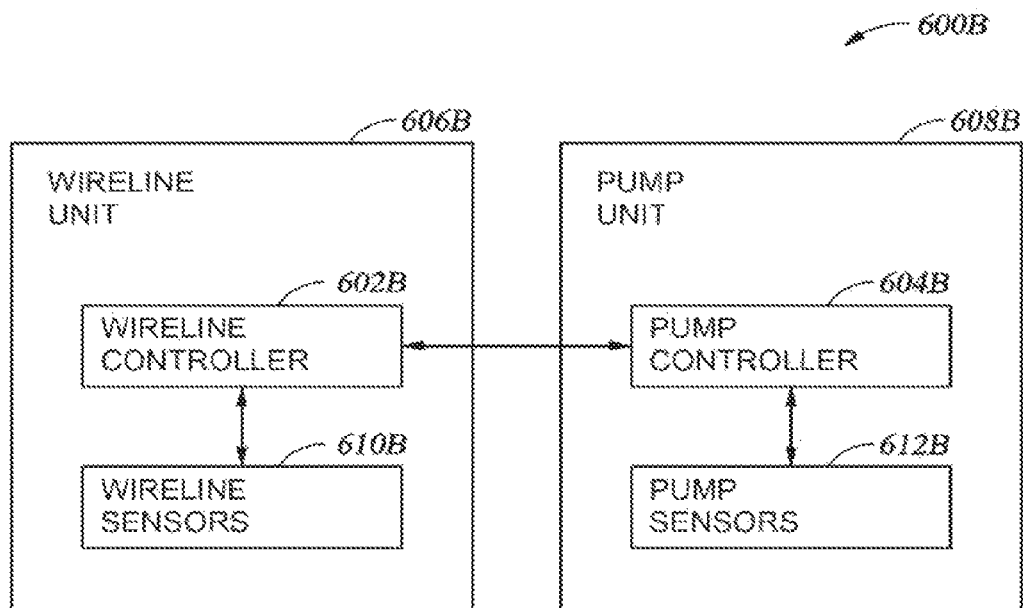 600B
606B
608B
WIRELINE
UNIT
PUMP
UNIT
602B
604B
WIRELINE
CONTROLLER
PUMP
CONTROLLER
610B
612B
WIRELINE
SENSORS
PUMP
SENSORS